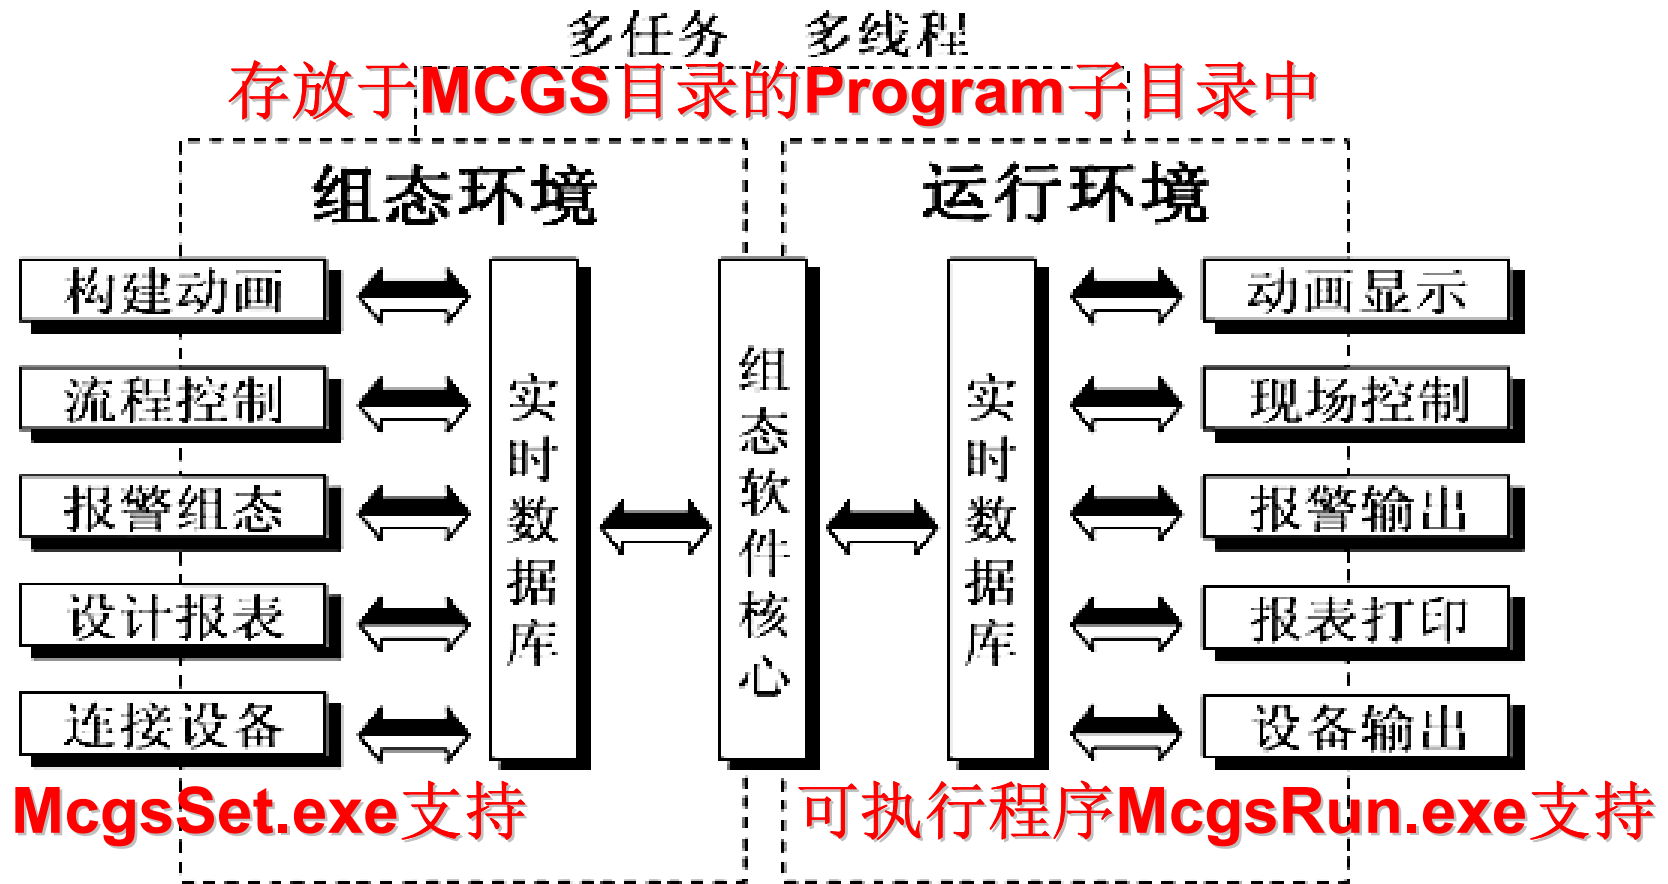 多任务 多线程
存放于MCGS目录的Program子目录中
组态环境
运行环境
构建动画
流程控制
报警组态
设计报表
连接设备
实时数据库
组态软件核心
实时数据库
动画显示
现场控制
报警输出
报表打印
设备输出
McgsSet.exe支持
可执行程序McgsRun.exe支持